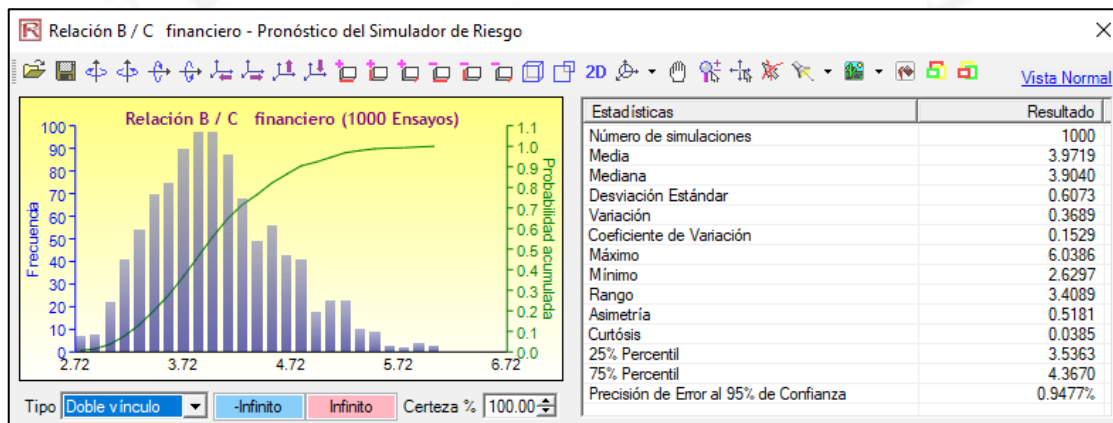 Relación B / C financiero - Pronóstico del Simulador de Riesgo
2D
Vista Normal
Relación B / C financiero (1000 Ensayos)
Frecuencia
100
90
80
70
60
50
40
30
20
10
0
2.72 3.72 4.72 5.72 6.72
1.1
1.0
0.9
0.8
0.7
0.6
0.5
0.4
0.3
0.2
0.1
0.0
Probabilidad acumulada
Tipo Doble vínculo -Infinito Infinito Certeza % 100.00
Estadísticas Resultado
Número de simulaciones 1000
Media 3.9719
Mediana 3.9040
Desviación Estándar 0.6073
Variación 0.3689
Coeficiente de Variación 0.1529
Máximo 6.0386
Mínimo 2.6297
Rango 3.4089
Asimetría 0.5181
Curtósis 0.0385
25% Percentil 3.5363
75% Percentil 4.3670
Precisión de Error al 95% de Confianza 0.9477%